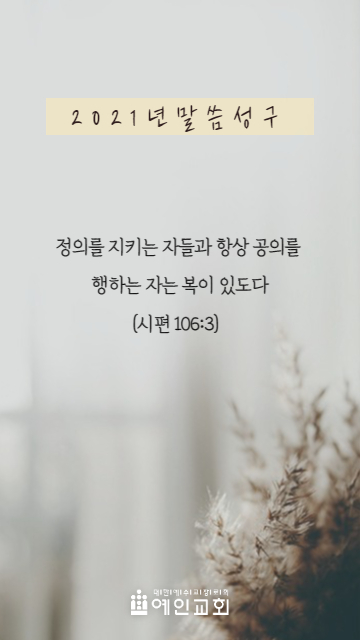 2021년말씀성구
정의를 지키는 자들과 항상 공의를
행하는 자는 복이 있도다
(시편 106:3)
예인교회